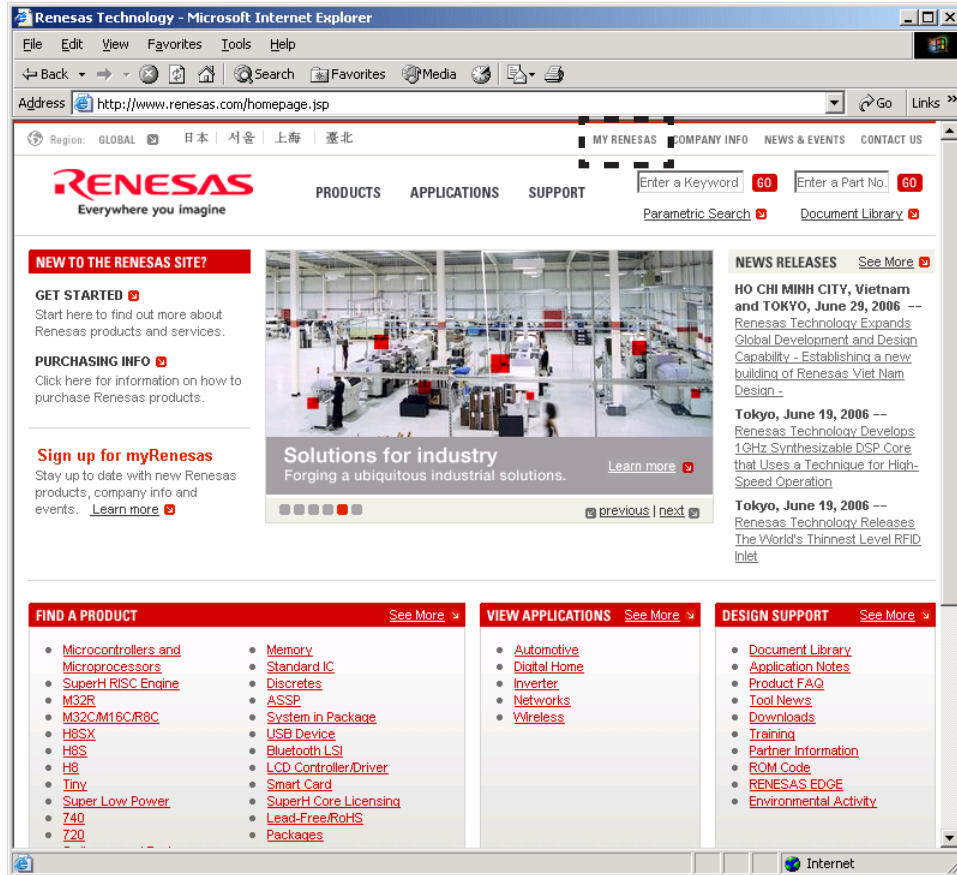 Renesas Technology - Microsoft Internet Explorer
File Edit View Favorites Tools Help
Back Search Favorites Media
Address http://www.renesas.com/homepage.jsp Go Links »
Region: GLOBAL 日本 서울 上海 臺北 MY RENESAS COMPANY INFO NEWS & EVENTS CONTACT US
RENESAS
Everywhere you imagine
PRODUCTS APPLICATIONS SUPPORT
Enter a Keyword GO Enter a Part No. GO
Parametric Search Document Library
NEW TO THE RENESAS SITE?
GET STARTED
Start here to find out more about
Renesas products and services.
PURCHASING INFO
Click here for information on how to
purchase Renesas products.
Sign up for myRenesas
Stay up to date with new Renesas
products, company info and
events. Learn more
Solutions for industry
Forging a ubiquitous industrial solutions.
Learn more
previous | next
NEWS RELEASES See More
HO CHI MINH CITY, Vietnam
and TOKYO, June 29, 2006 --
Renesas Technology Expands
Global Development and Design
Capability - Establishing a new
building of Renesas Viet Nam
Design -
Tokyo, June 19, 2006 --
Renesas Technology Develops
1GHz Synthesizable DSP Core
that Uses a Technique for High-
Speed Operation
Tokyo, June 19, 2006 --
Renesas Technology Releases
The World's Thinnest Level RFID
Inlet
FIND A PRODUCT See More
Microcontrollers and
Microprocessors
SuperH RISC Engine
M32R
M32C/M16C/R8C
H8SX
H8S
H8
Tiny
Super Low Power
740
720
Memory
Standard IC
Discretes
ASSP
System in Package
USB Device
Bluetooth LSI
LCD Controller/Driver
Smart Card
SuperH Core Licensing
Lead-Free/RoHS
Packages
VIEW APPLICATIONS See More
Automotive
Digital Home
Inverter
Networks
Wireless
DESIGN SUPPORT See More
Document Library
Application Notes
Product FAQ
Tool News
Downloads
Training
Partner Information
ROM Code
RENESAS EDGE
Environmental Activity
Internet